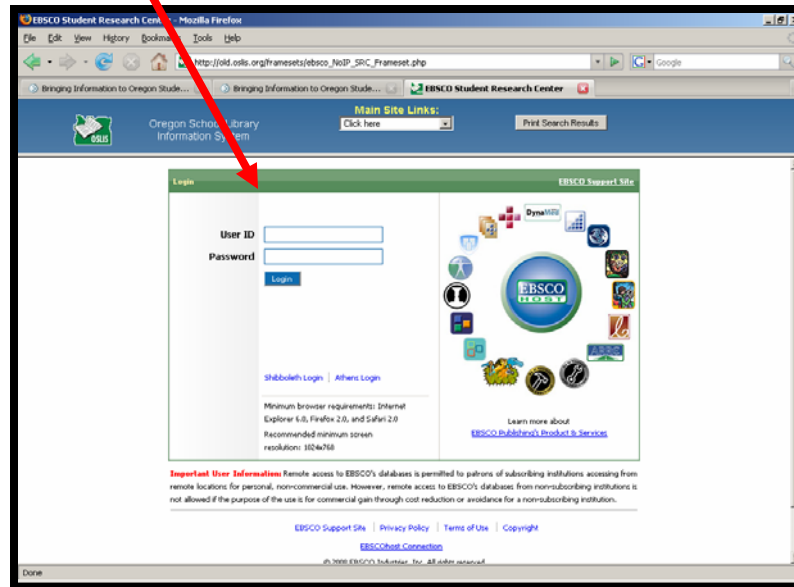 EBSCO Student Research Center - Mozilla Firefox
File Edit View History Bookmarks Tools Help
http://old.oslis.org/framesets/ebsco_NoIP_SRC_Frameset.php
Google
Bringing Information to Oregon Stude...
Bringing Information to Oregon Stude...
EBSCO Student Research Center
OSLIS
Oregon School Library
Information System
Main Site Links:
Click here
Print Search Results
Login
EBSCO Support Site
User ID
Password
Login
DynaMed
EBSCO
HOST
Shibboleth Login | Athens Login
Minimum browser requirements: Internet
Explorer 6.0, Firefox 2.0, and Safari 2.0
Recommended minimum screen
resolution: 1024x768
Learn more about
EBSCO Publishing's Product & Services
Important User Information: Remote access to EBSCO's databases is permitted to patrons of subscribing institutions accessing from
remote locations for personal, non-commercial use. However, remote access to EBSCO's databases from non-subscribing institutions is
not allowed if the purpose of the use is for commercial gain through cost reduction or avoidance for a non-subscribing institution.
EBSCO Support Site | Privacy Policy | Terms of Use | Copyright
EBSCOhost Connection
© 2008 EBSCO Industries, Inc. All rights reserved.
Done